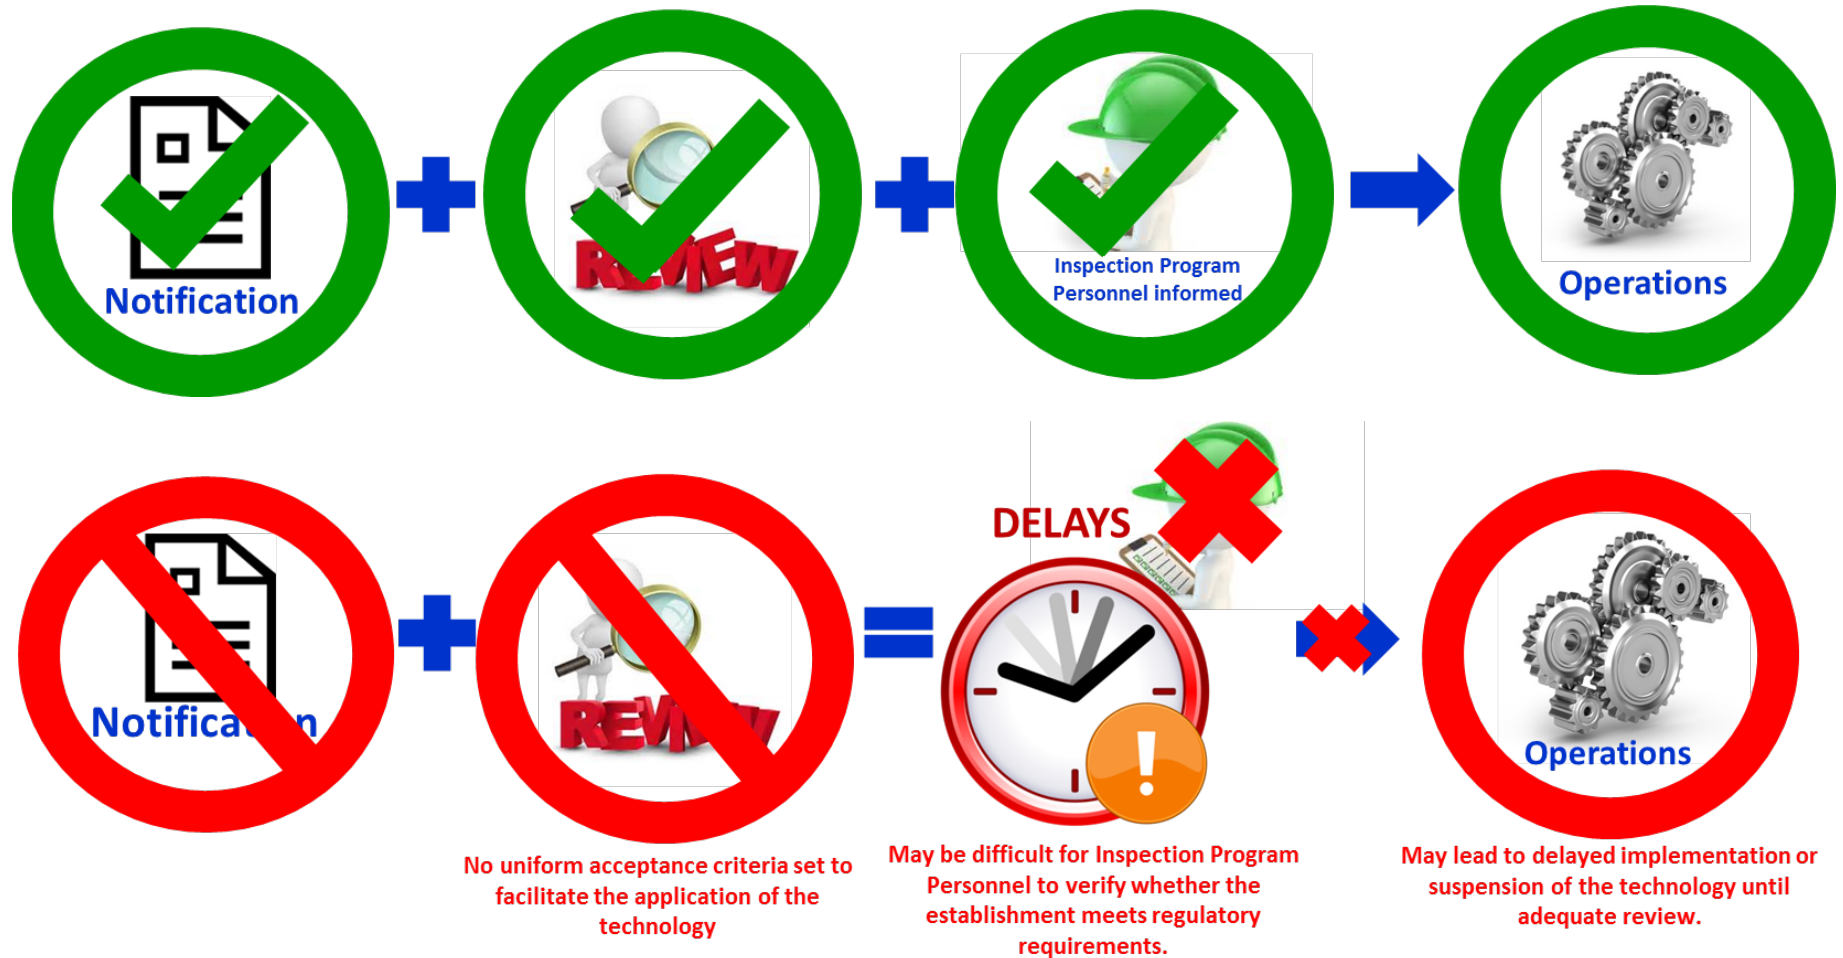 Notification
REVIEW
Inspection Program
Personnel informed
Operations
DELAYS
Notification
REVIEW
!
Operations
No uniform acceptance criteria set to
facilitate the application of the
technology
May be difficult for Inspection Program
Personnel to verify whether the
establishment meets regulatory
requirements.
May lead to delayed implementation or
suspension of the technology until
adequate review.